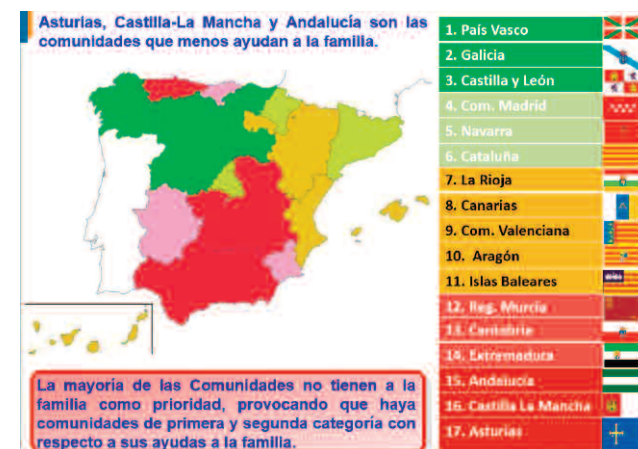 Asturias, Castilla-La Mancha y Andalucía son las
comunidades que menos ayudan a la familia.
1. País Vasco
2. Galicia
3. Castilla y León
4. Com. Madrid
5. Navarra
6. Cataluña
7. La Rioja
8. Canarias
9. Com. Valenciana
10. Aragón
11. Islas Baleares
12. Reg. Murcia
13. Cantabria
14. Extremadura
15. Andalucía
16. Castilla La Mancha
17. Asturias
La mayoría de las Comunidades no tienen a la
familia como prioridad, provocando que haya
comunidades de primera y segunda categoría con
respecto a sus ayudas a la familia.